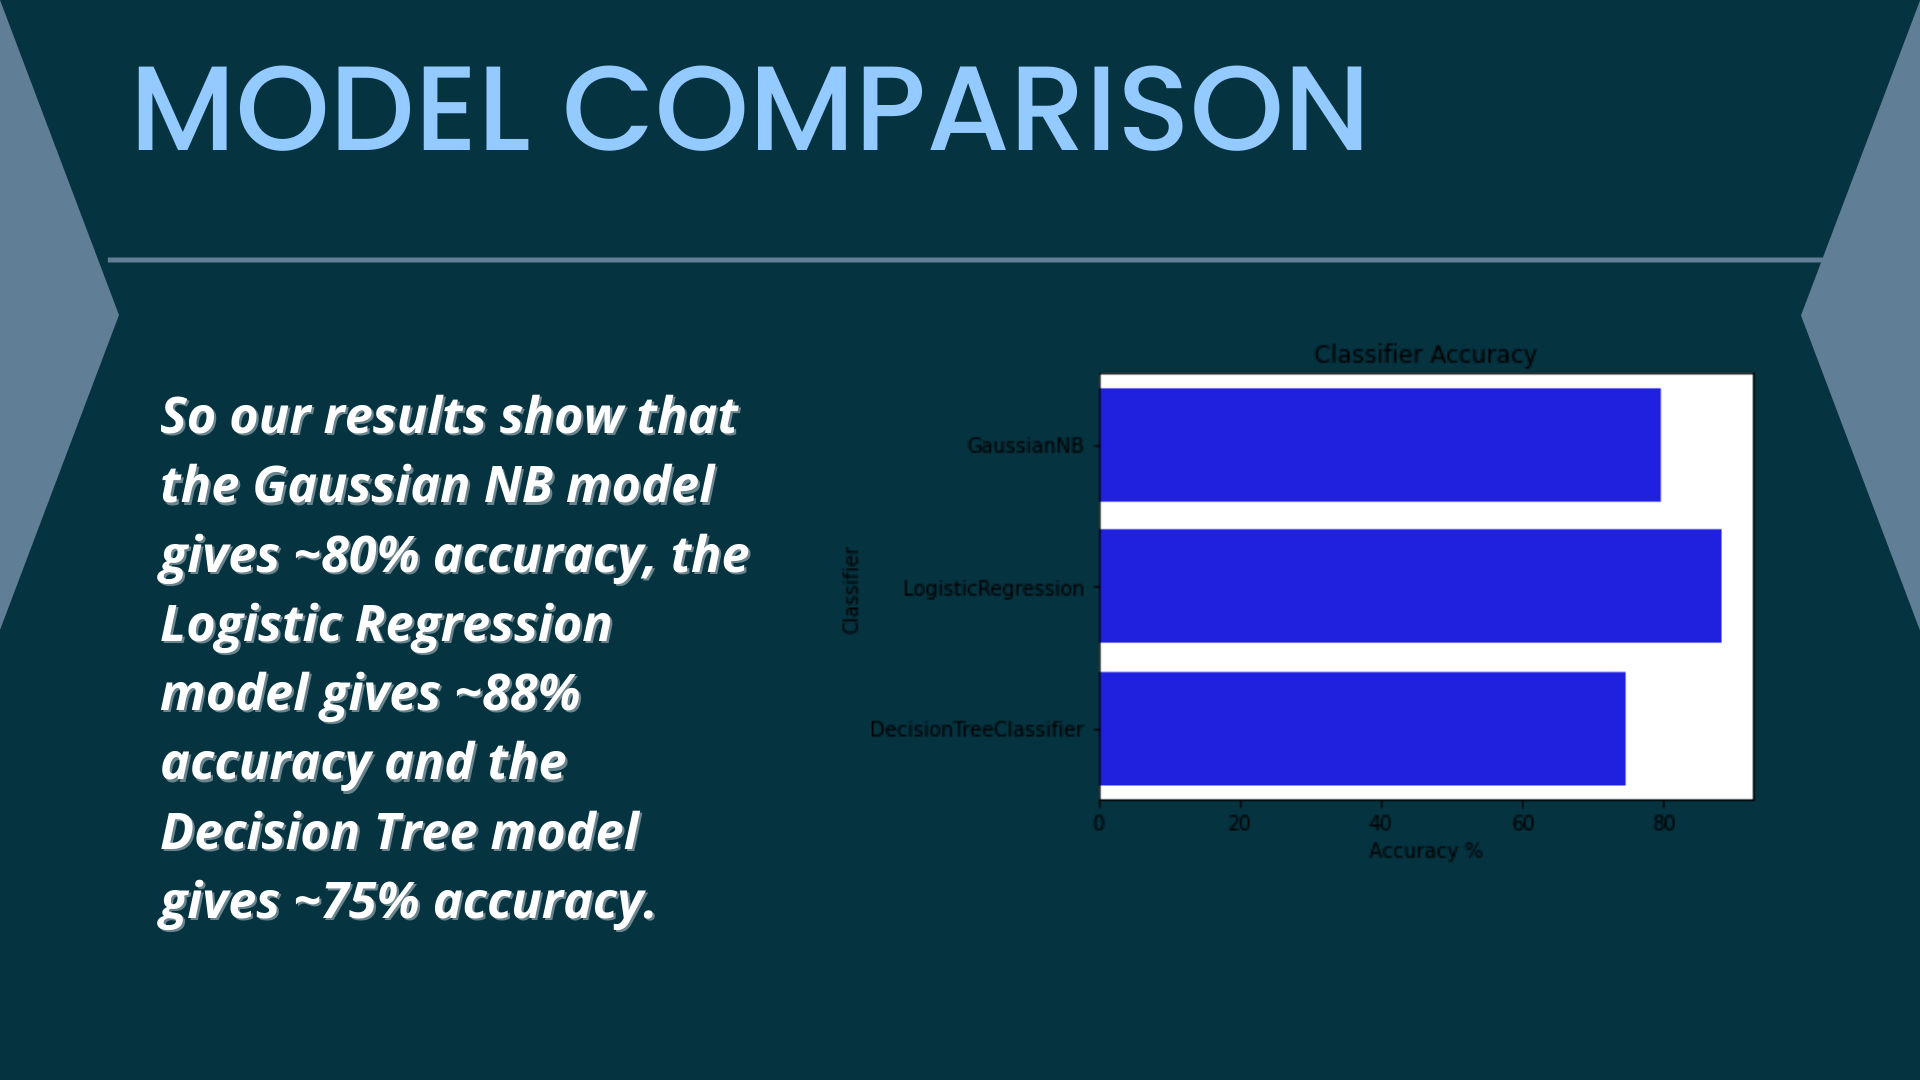 MODEL COMPARISON
So our results show that
the Gaussian NB model
gives ~80% accuracy, the
Logistic Regression
model gives ~88%
accuracy and the
Decision Tree model
gives ~75% accuracy.
Classifier Accuracy
Classifier
GaussianNB
LogisticRegression
DecisionTreeClassifier
0 20 40 60 80
Accuracy %